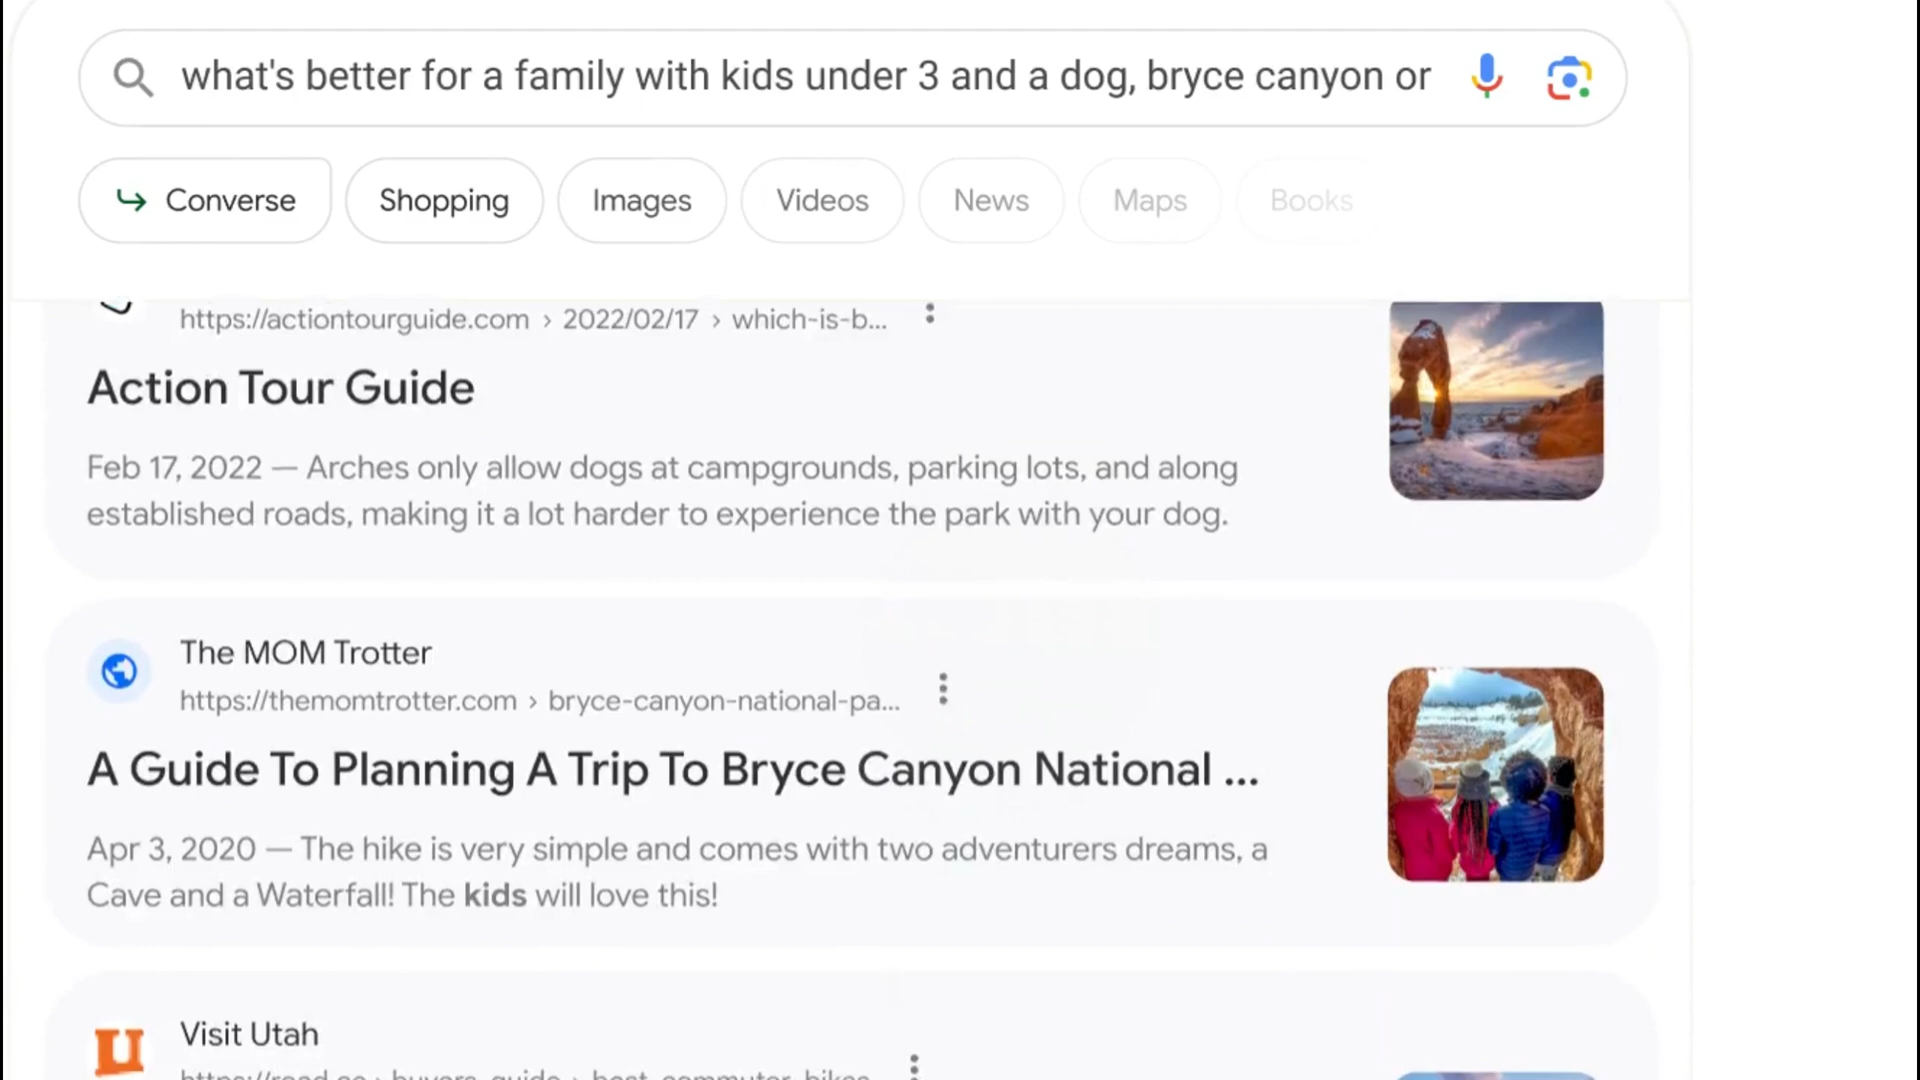 what's better for a family with kids under 3 and a dog, bryce canyon or
Converse
Shopping
Images
Videos
News
Maps
Books
https://actiontourguide.com › 2022/02/17 › which-is-b...
Action Tour Guide
Feb 17, 2022 — Arches only allow dogs at campgrounds, parking lots, and along
established roads, making it a lot harder to experience the park with your dog.
The MOM Trotter
https://themomtrotter.com › bryce-canyon-national-pa...
A Guide To Planning A Trip To Bryce Canyon National ...
Apr 3, 2020 — The hike is very simple and comes with two adventurers dreams, a
Cave and a Waterfall! The kids will love this!
U
Visit Utah